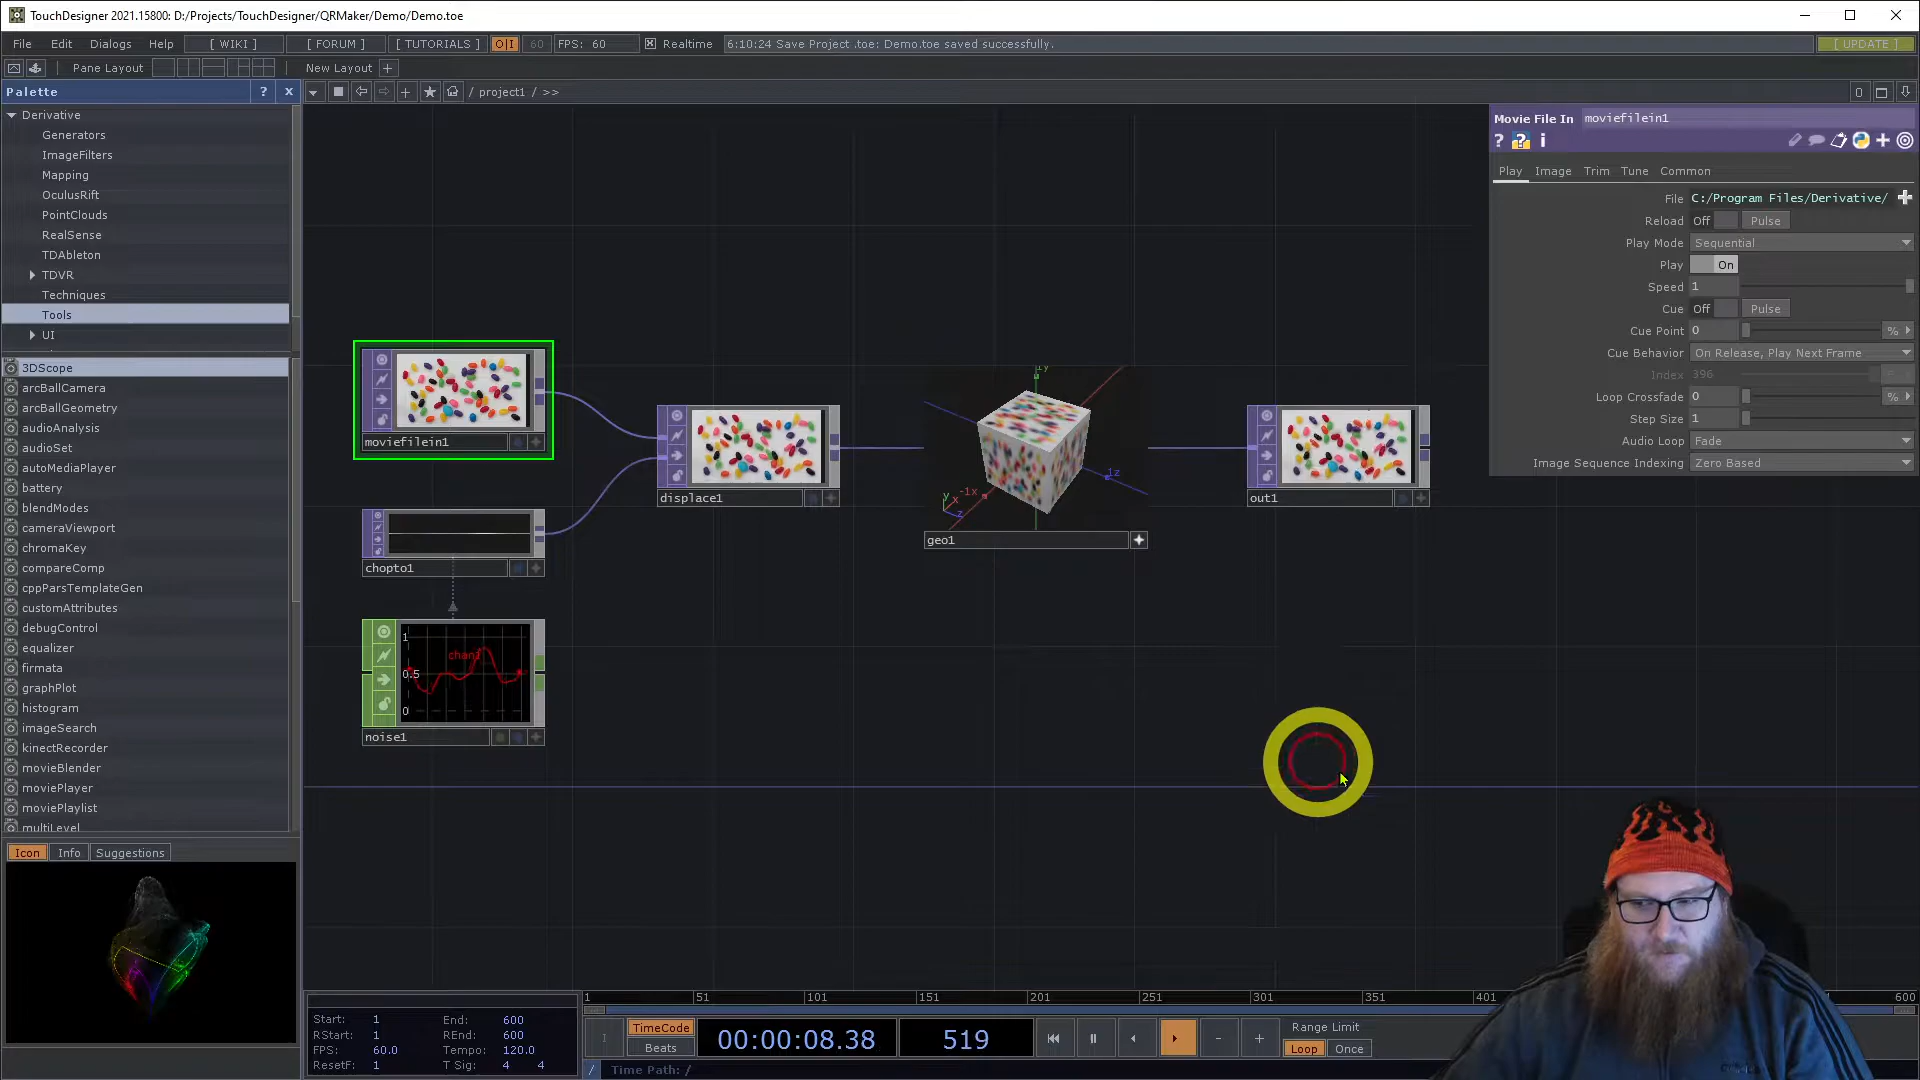 TouchDesigner 2021.15800: D:/Projects/TouchDesigner/QRMaker/Demo/Demo.toe
File Edit Dialogs Help [ WIKI ] [ FORUM ] [ TUTORIALS ] O|I 60 FPS: 60 Realtime 6:10:24 Save Project .toe: Demo.toe saved successfully. [ UPDATE ]
Pane Layout New Layout +
Palette ? x / project1 / >> 0
Derivative
Generators
ImageFilters
Mapping
OculusRift
PointClouds
RealSense
TDAbleton
TDVR
Techniques
Tools
UI
3DScope
arcBallCamera
arcBallGeometry
audioAnalysis
audioSet
autoMediaPlayer
battery
blendModes
cameraViewport
chromaKey
compareComp
cppParsTemplateGen
customAttributes
debugControl
equalizer
firmata
graphPlot
histogram
imageSearch
kinectRecorder
movieBlender
moviePlayer
moviePlaylist
multiLevel
Icon Info Suggestions
moviefilein1
chopto1
1
chan1
0.5
0
noise1
displace1
1y
-1x
1z
y
x
z
geo1
out1
Movie File In moviefilein1
? ? i
Play Image Trim Tune Common
File C:/Program Files/Derivative/
Reload Off Pulse
Play Mode Sequential
Play On
Speed 1
Cue Off Pulse
Cue Point 0 %
Cue Behavior On Release, Play Next Frame
Index 396
Loop Crossfade 0 %
Step Size 1
Audio Loop Fade
Image Sequence Indexing Zero Based
1 51 101 151 201 251 301 351 401 600
Start: 1 End: 600
RStart: 1 REnd: 600
FPS: 60.0 Tempo: 120.0
ResetF: 1 T Sig: 4 4
TimeCode
Beats
00:00:08.38 519
Range Limit
Loop Once
/ Time Path: /